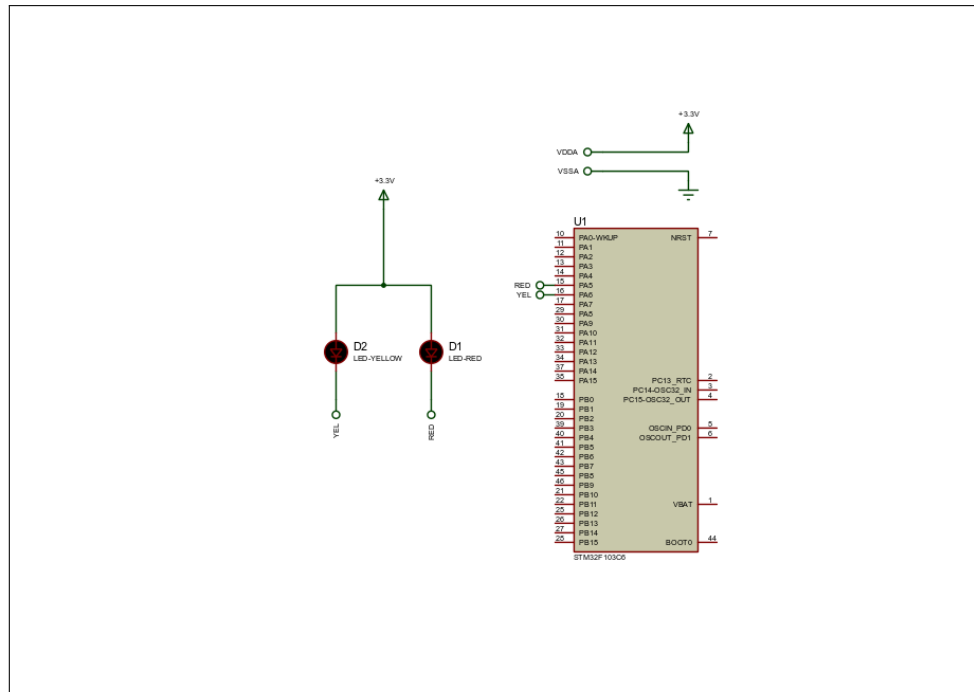 +3.3V
VDDA
VSSA
+3.3V
U1
10 PA0-WKUP NRST 7
11 PA1
12 PA2
13 PA3
14 PA4
RED 15 PA5
YEL 16 PA6
17 PA7
29 PA8
30 PA9
31 PA10
32 PA11
33 PA12
34 PA13
37 PA14
38 PA15 PC13_RTC 2
PC14-OSC32_IN 3
18 PB0 PC15-OSC32_OUT 4
19 PB1
20 PB2
39 PB3 OSCIN_PD0 5
40 PB4 OSCOUT_PD1 6
41 PB5
42 PB6
43 PB7
45 PB8
46 PB9
21 PB10
22 PB11 VBAT 1
25 PB12
26 PB13
27 PB14
28 PB15 BOOT0 44
STM32F103C6
D2
LED-YELLOW
D1
LED-RED
YEL
RED